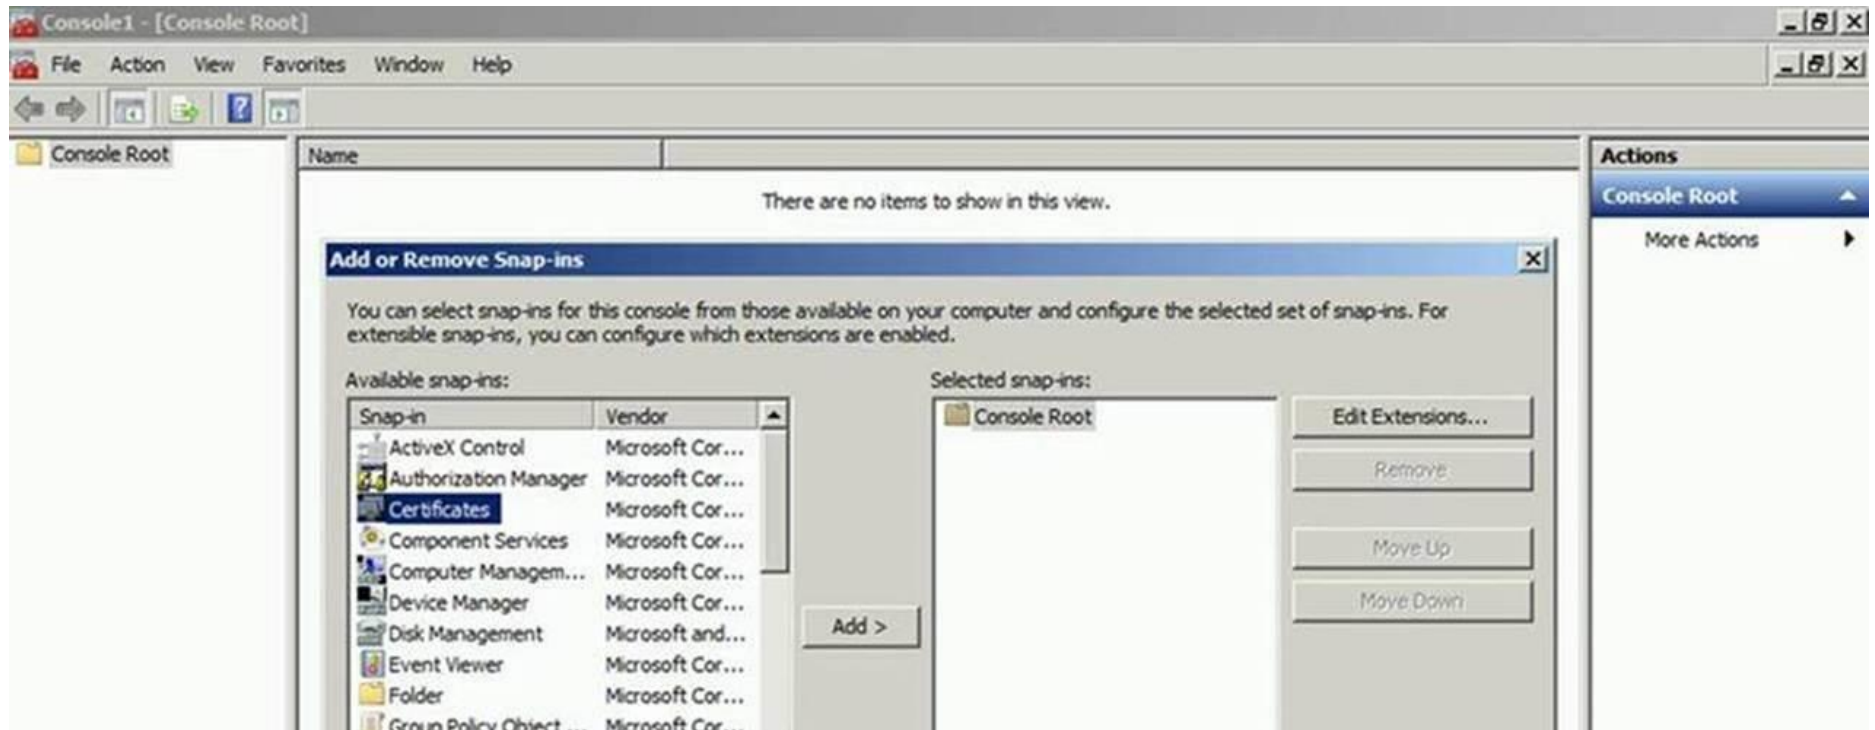 Console1 - [Console Root]
File Action View Favorites Window Help
Console Root
Name
There are no items to show in this view.
Actions
Console Root
More Actions
Add or Remove Snap-ins
You can select snap-ins for this console from those available on your computer and configure the selected set of snap-ins. For
extensible snap-ins, you can configure which extensions are enabled.
Available snap-ins:
Snap-in Vendor
ActiveX Control Microsoft Cor...
Authorization Manager Microsoft Cor...
Certificates Microsoft Cor...
Component Services Microsoft Cor...
Computer Managem... Microsoft Cor...
Device Manager Microsoft Cor...
Disk Management Microsoft and...
Event Viewer Microsoft Cor...
Folder Microsoft Cor...
Group Policy Object ... Microsoft Cor...
Add >
Selected snap-ins:
Console Root
Edit Extensions...
Remove
Move Up
Move Down